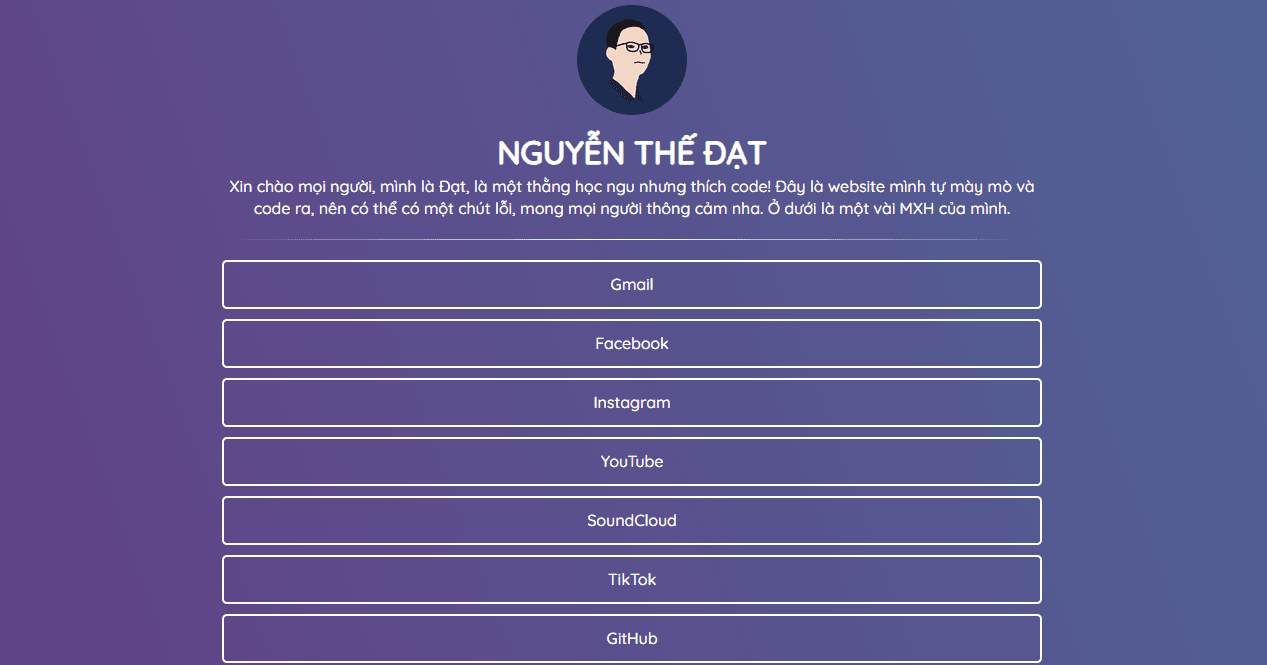 NGUYỄN THẾ ĐẠT
Xin chào mọi người, mình là Đạt, là một thằng học ngu nhưng thích code! Đây là website mình tự mày mò và
code ra, nên có thể có một chút lỗi, mong mọi người thông cảm nha. Ở dưới là một vài MXH của mình.
Gmail
Facebook
Instagram
YouTube
SoundCloud
TikTok
GitHub